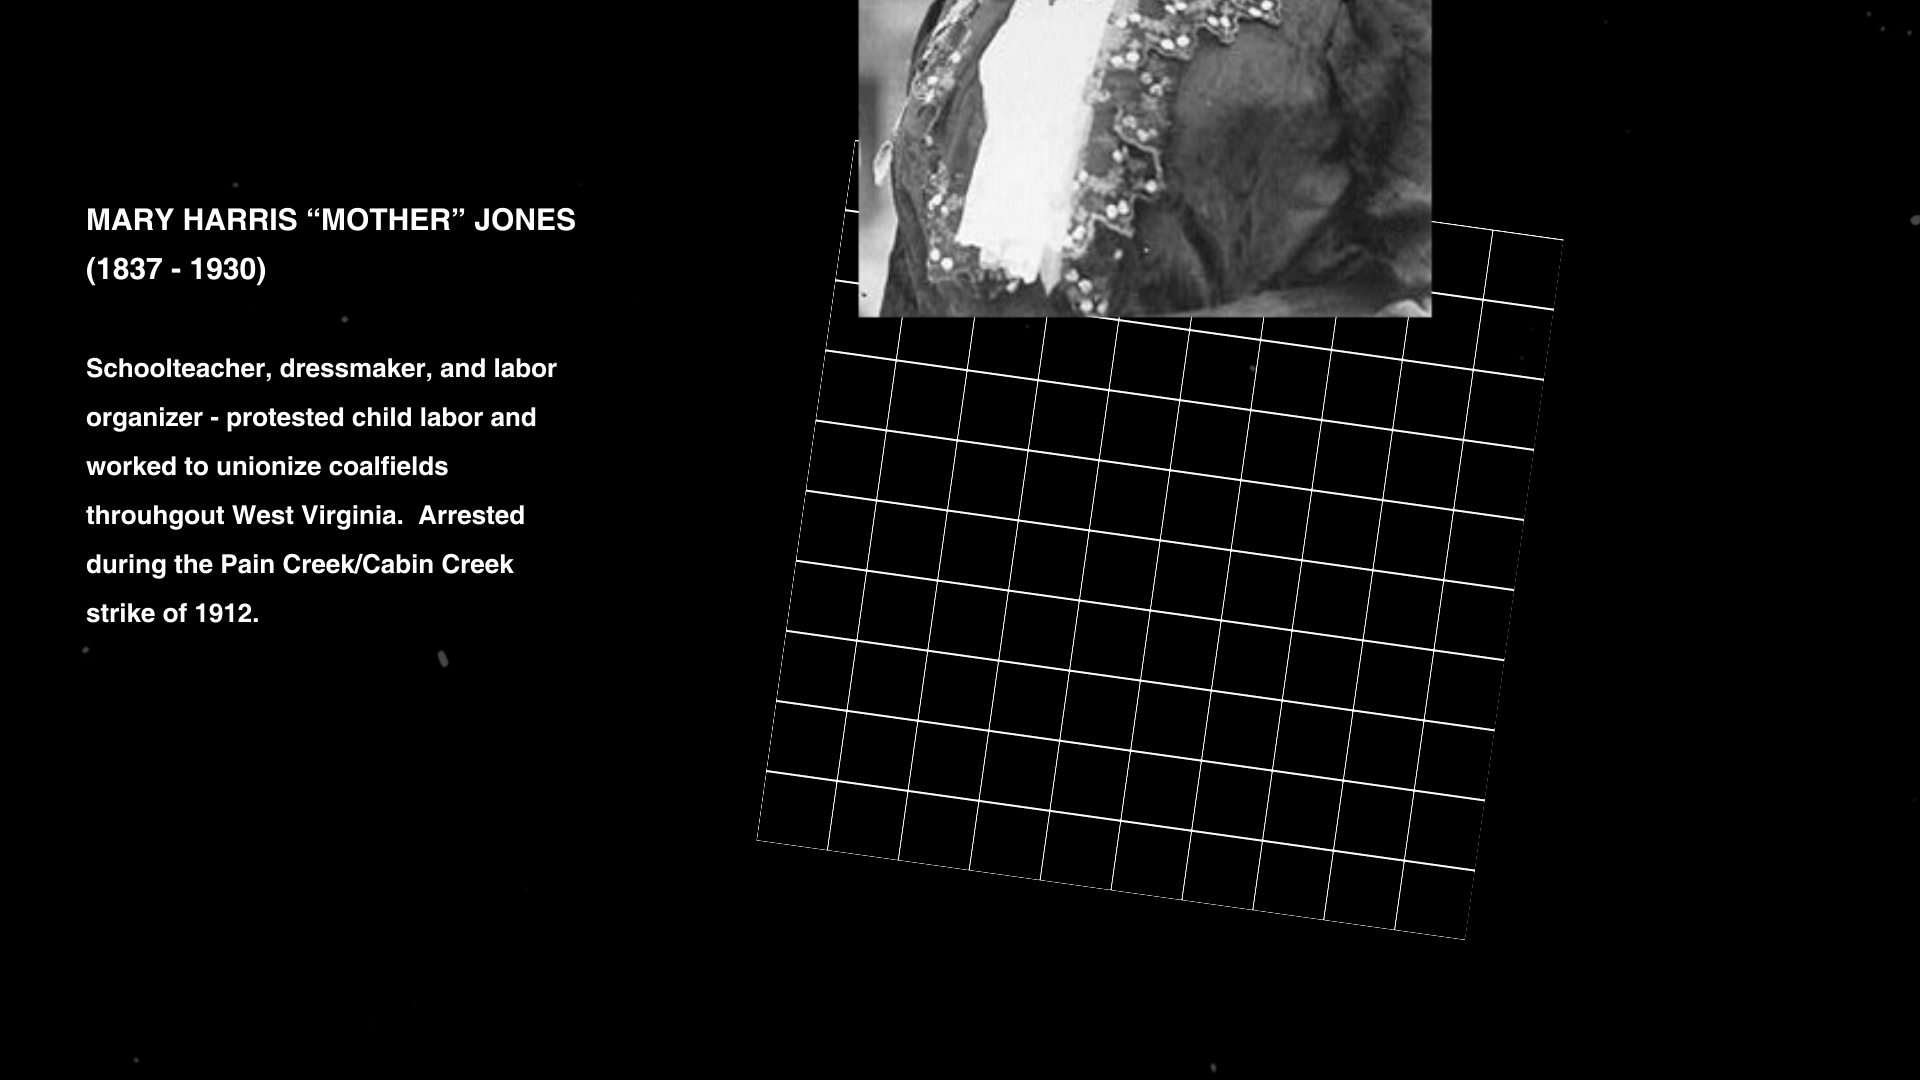 MARY HARRIS “MOTHER” JONES
(1837 - 1930)
Schoolteacher, dressmaker, and labor
organizer - protested child labor and
worked to unionize coalfields
throuhgout West Virginia.  Arrested
during the Pain Creek/Cabin Creek
strike of 1912.